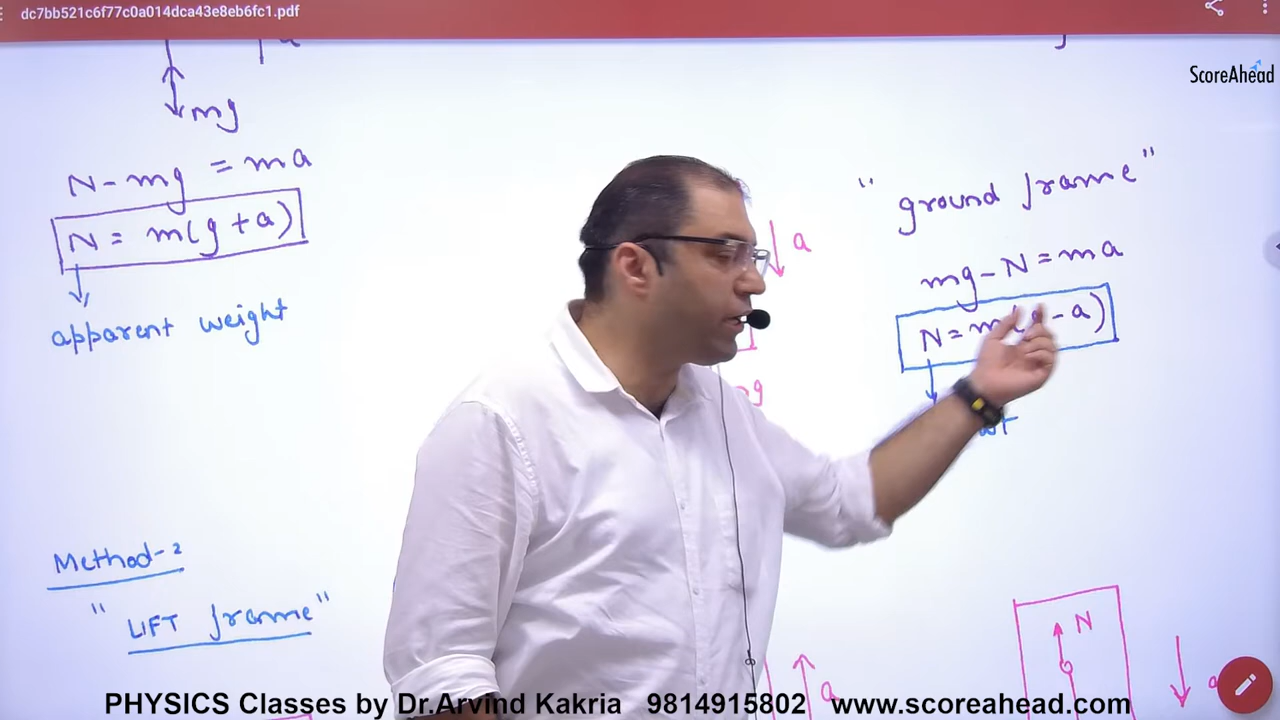 dc7bb521c6f77c0a014dca43e8eb6fc1.pdf
ScoreAhead
a
mg
N-mg = ma
N = m(g+a)
apparent weight
Method-2
"LIFT frame"
a
"ground frame"
mg-N=ma
N=m(g-a)
wt
N
a
PHYSICS Classes by Dr.Arvind Kakria 9814915802 www.scoreahead.com